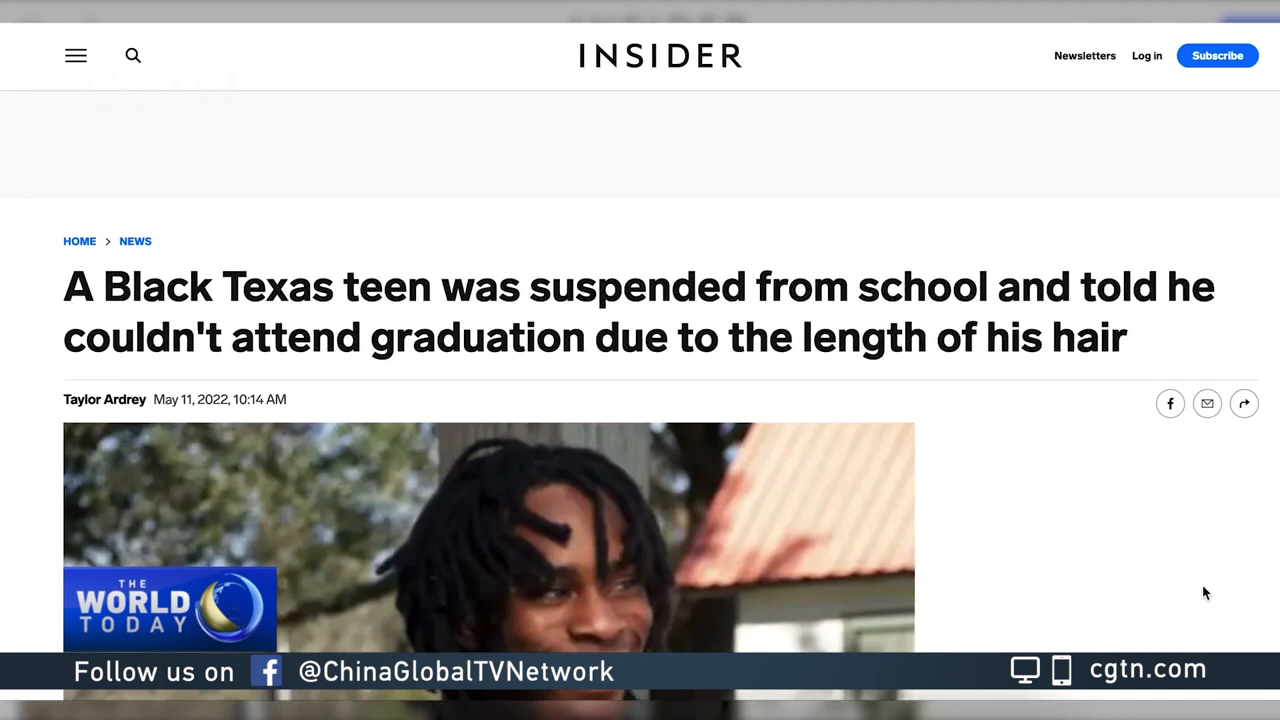 INSIDER
Newsletters Log in Subscribe
CGTN
HOME > NEWS
A Black Texas teen was suspended from school and told he
couldn't attend graduation due to the length of his hair
Taylor Ardrey May 11, 2022, 10:14 AM
THE
WORLD
TODAY
Follow us on @ChinaGlobalTVNetwork
cgtn.com